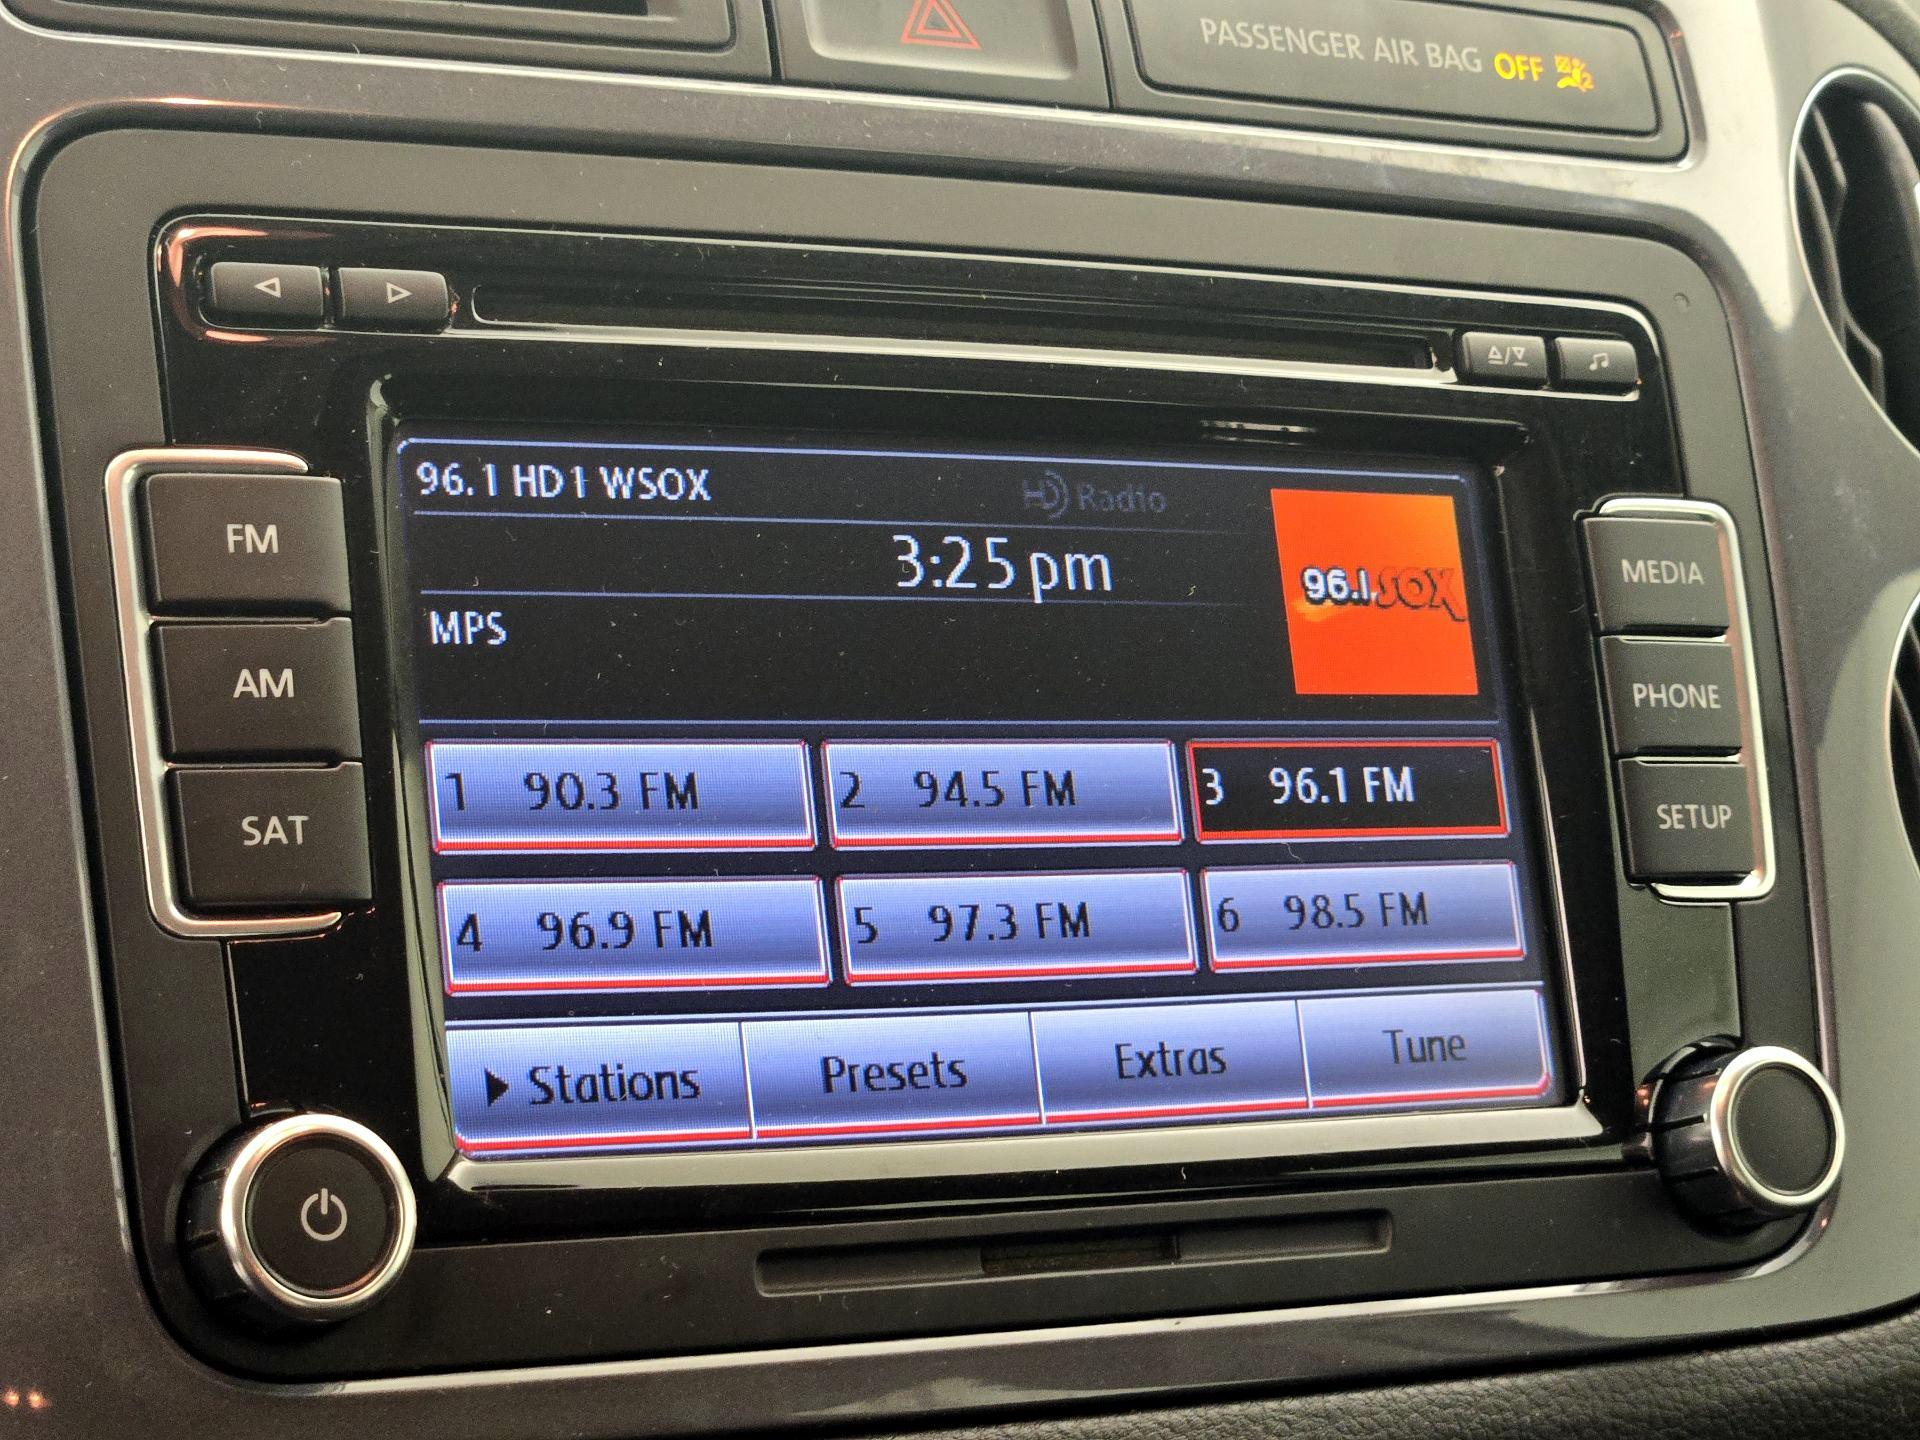 PASSENGER AIR BAG OFF
96.1 HD1 WSOX
HD Radio
3:25 pm
96.1 SOX
MPS
FM
AM
SAT
MEDIA
PHONE
SETUP
1 90.3 FM
2 94.5 FM
3 96.1 FM
4 96.9 FM
5 97.3 FM
6 98.5 FM
Stations
Presets
Extras
Tune